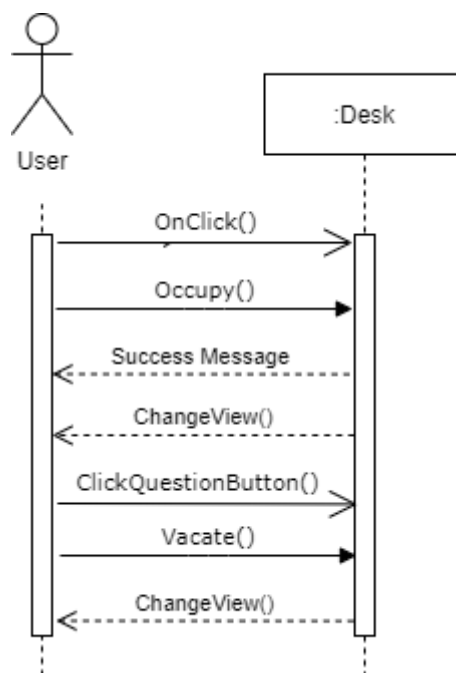 :Desk
User
OnClick()
Occupy()
Success Message
ChangeView()
ClickQuestionButton()
Vacate()
ChangeView()